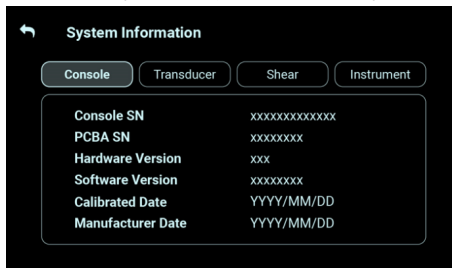 System Information
Console Transducer Shear Instrument
Console SN xxxxxxxxxxxxx
PCBA SN xxxxxxxx
Hardware Version xxx
Software Version xxxxxxxx
Calibrated Date YYYY/MM/DD
Manufacturer Date YYYY/MM/DD